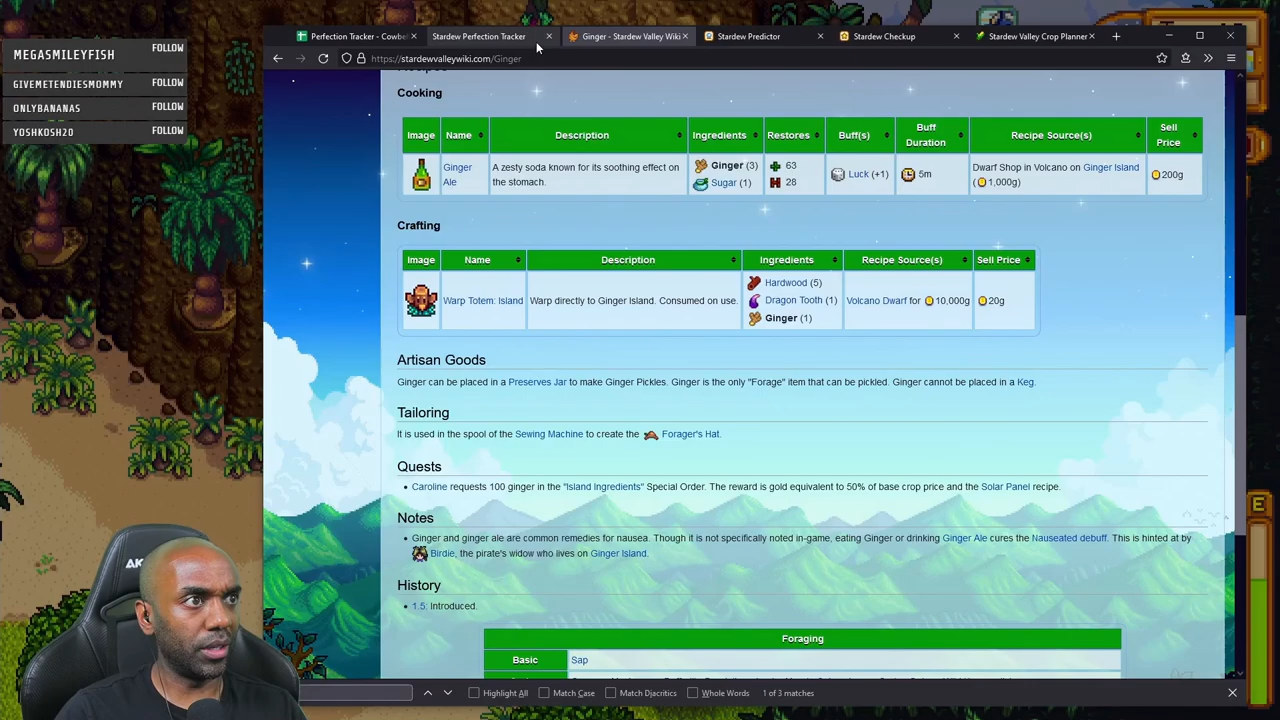 MEGASMILEYFISH FOLLOW
GIVEMETENDIESMOMMY FOLLOW
ONLYBANANAS FOLLOW
YOSHKOSH20 FOLLOW
Perfection Tracker - Cowbel
Stardew Perfection Tracker
Ginger - Stardew Valley Wiki
Stardew Predictor
Stardew Checkup
Stardew Valley Crop Planner
https://stardewvalleywiki.com/Ginger
Cooking
Image Name Description Ingredients Restores Buff(s) Buff Duration Recipe Source(s) Sell Price
Ginger Ale
A zesty soda known for its soothing effect on
the stomach.
Ginger (3)
Sugar (1)
63
28
Luck (+1)
5m
Dwarf Shop in Volcano on Ginger Island
(1,000g)
200g
Crafting
Image Name Description Ingredients Recipe Source(s) Sell Price
Warp Totem: Island
Warp directly to Ginger Island. Consumed on use.
Hardwood (5)
Dragon Tooth (1)
Ginger (1)
Volcano Dwarf for 10,000g
20g
Artisan Goods
Ginger can be placed in a Preserves Jar to make Ginger Pickles. Ginger is the only "Forage" item that can be pickled. Ginger cannot be placed in a Keg.
Tailoring
It is used in the spool of the Sewing Machine to create the Forager's Hat.
Quests
Caroline requests 100 ginger in the "Island Ingredients" Special Order. The reward is gold equivalent to 50% of base crop price and the Solar Panel recipe.
Notes
Ginger and ginger ale are common remedies for nausea. Though it is not specifically noted in-game, eating Ginger or drinking Ginger Ale cures the Nauseated debuff. This is hinted at by
Birdie, the pirate's widow who lives on Ginger Island.
History
1.5: Introduced.
Foraging
Basic Sap
Highlight All Match Case Match Diacritics Whole Words 1 of 3 matches
E
AK